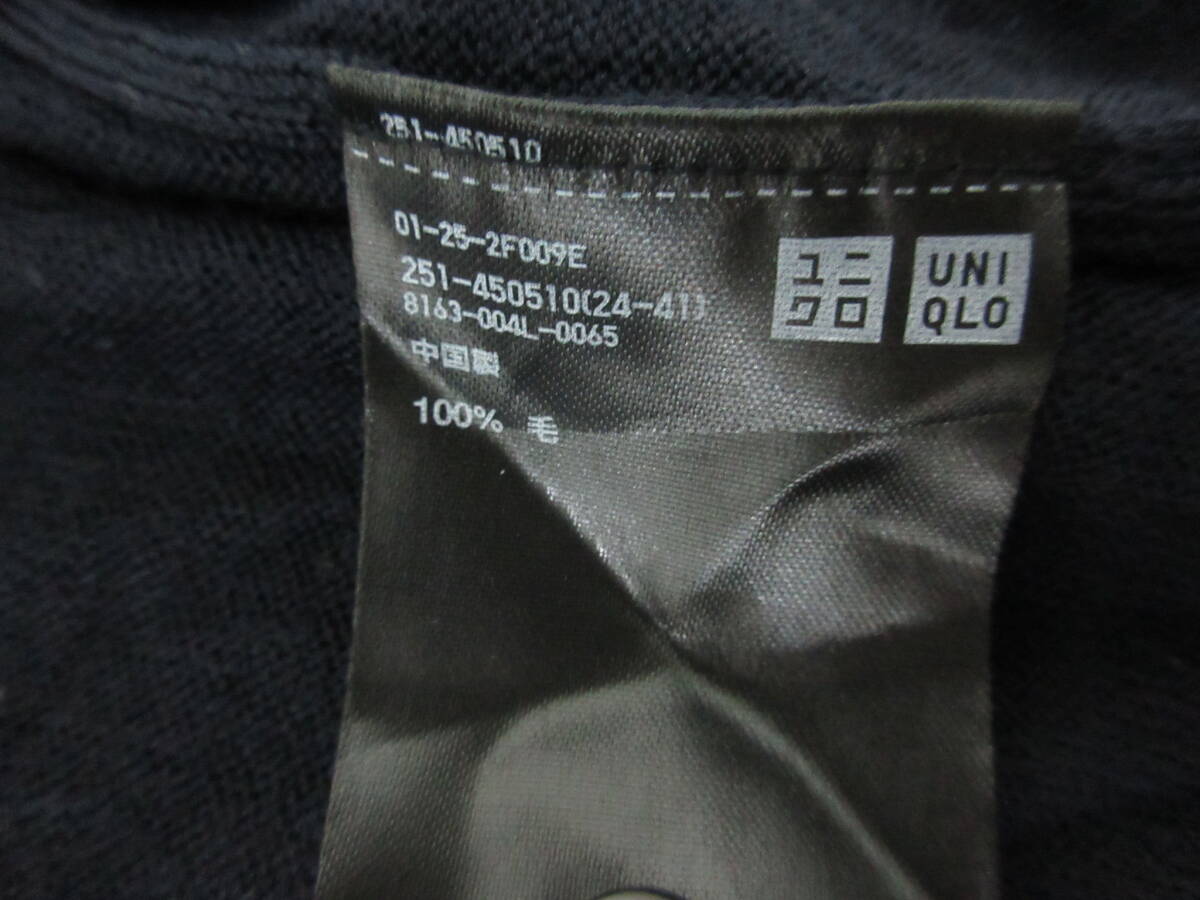 251-450510
01-25-2F009E
251-450510(24-41)
8163-004L-0065
中国製
100% 毛
ユニ
クロ
UNI
QLO